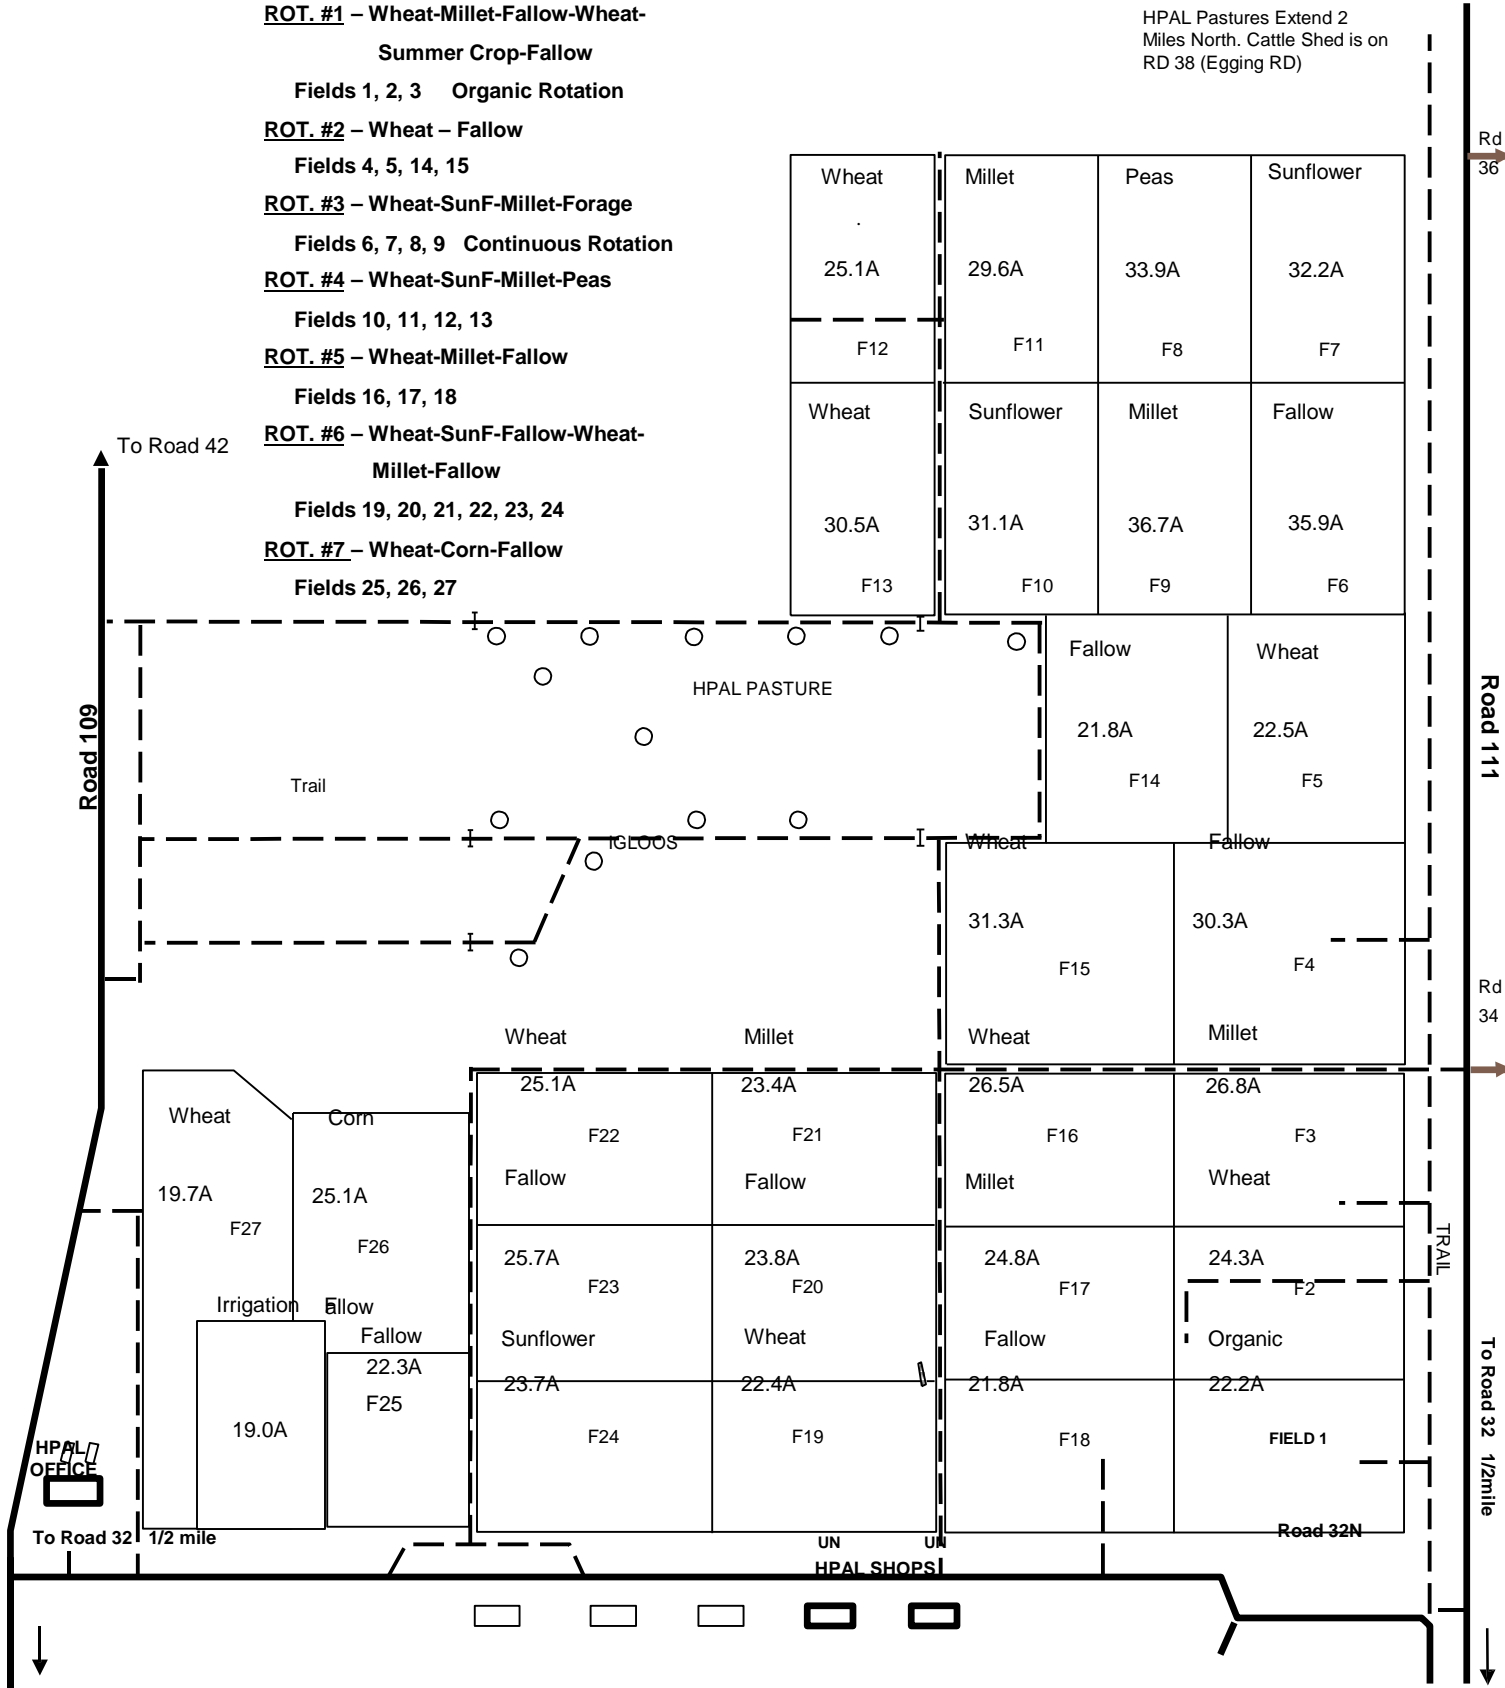 ROT. #1 – Wheat-Millet-Fallow-Wheat-
Summer Crop-Fallow
Fields 1, 2, 3 Organic Rotation
ROT. #2 – Wheat – Fallow
Fields 4, 5, 14, 15
ROT. #3 – Wheat-SunF-Millet-Forage
Fields 6, 7, 8, 9 Continuous Rotation
ROT. #4 – Wheat-SunF-Millet-Peas
Fields 10, 11, 12, 13
ROT. #5 – Wheat-Millet-Fallow
Fields 16, 17, 18
ROT. #6 – Wheat-SunF-Fallow-Wheat-
Millet-Fallow
Fields 19, 20, 21, 22, 23, 24
ROT. #7 – Wheat-Corn-Fallow
Fields 25, 26, 27
HPAL Pastures Extend 2
Miles North. Cattle Shed is on
RD 38 (Egging RD)
Rd
36
Wheat
.
25.1A
F12
Millet
29.6A
F11
Peas
33.9A
F8
Sunflower
32.2A
F7
Wheat
30.5A
F13
Sunflower
31.1A
F10
Millet
36.7A
F9
Fallow
35.9A
F6
To Road 42
Road 109
HPAL PASTURE
Trail
IGLOOS
Fallow
21.8A
F14
Wheat
22.5A
F5
Road 111
Wheat
31.3A
F15
Fallow
30.3A
F4
Rd
34
Wheat
25.1A
F22
Millet
23.4A
F21
Wheat
26.5A
F16
Millet
26.8A
F3
Wheat
19.7A
F27
Corn
25.1A
F26
Fallow
25.7A
F23
Fallow
23.8A
F20
Millet
24.8A
F17
Wheat
24.3A
F2
TRAIL
Irrigation
19.0A
Fallow
Fallow
22.3A
F25
Sunflower
23.7A
F24
Wheat
22.4A
F19
Fallow
21.8A
F18
Organic
22.2A
FIELD 1
To Road 32 1/2mile
HPAL
OFFICE
To Road 32 1/2 mile
Road 32N
UN
UN
HPAL SHOPS